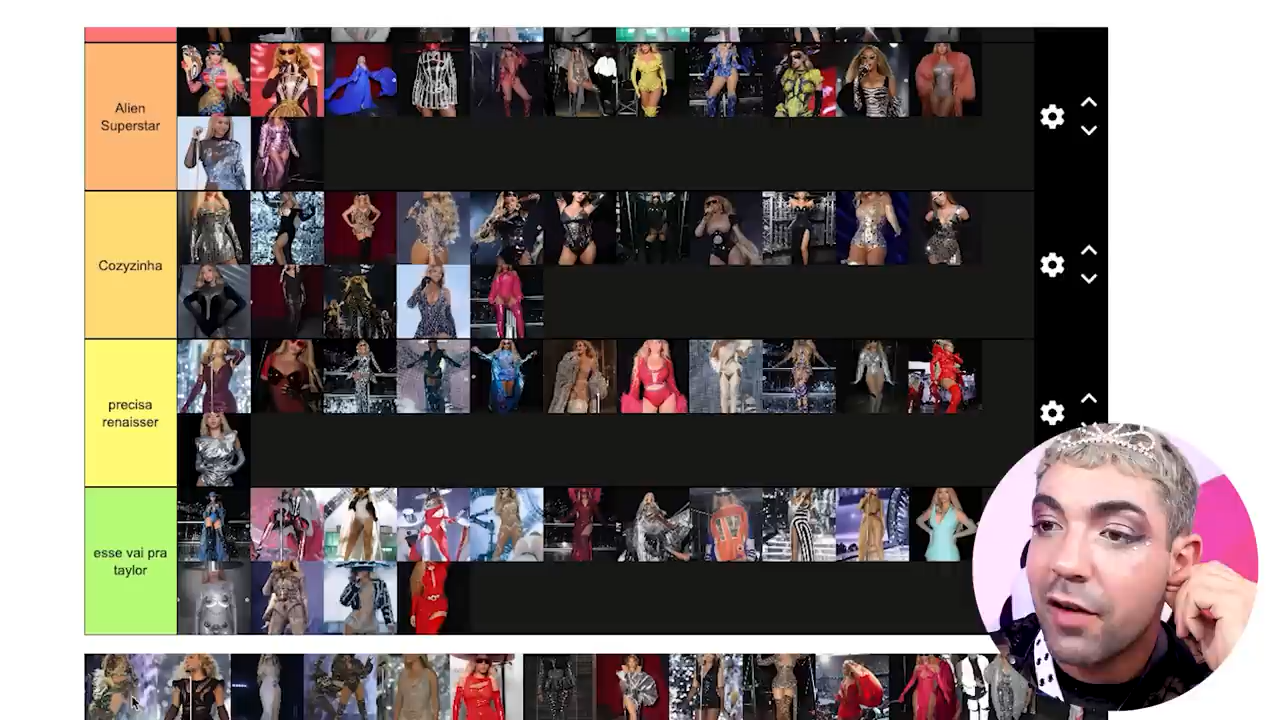 Alien
Superstar
Cozyzinha
precisa
renaisser
esse vai pra
taylor